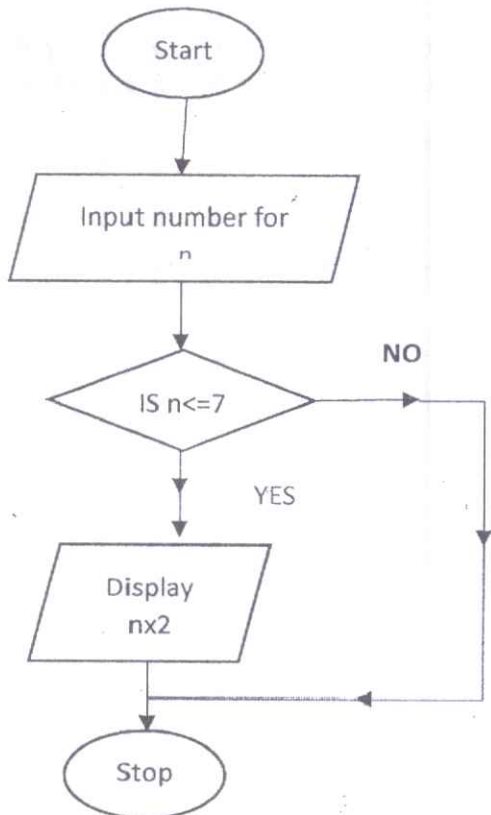 Start
Input number for
n
NO
IS n<=7
YES
Display
nx2
Stop